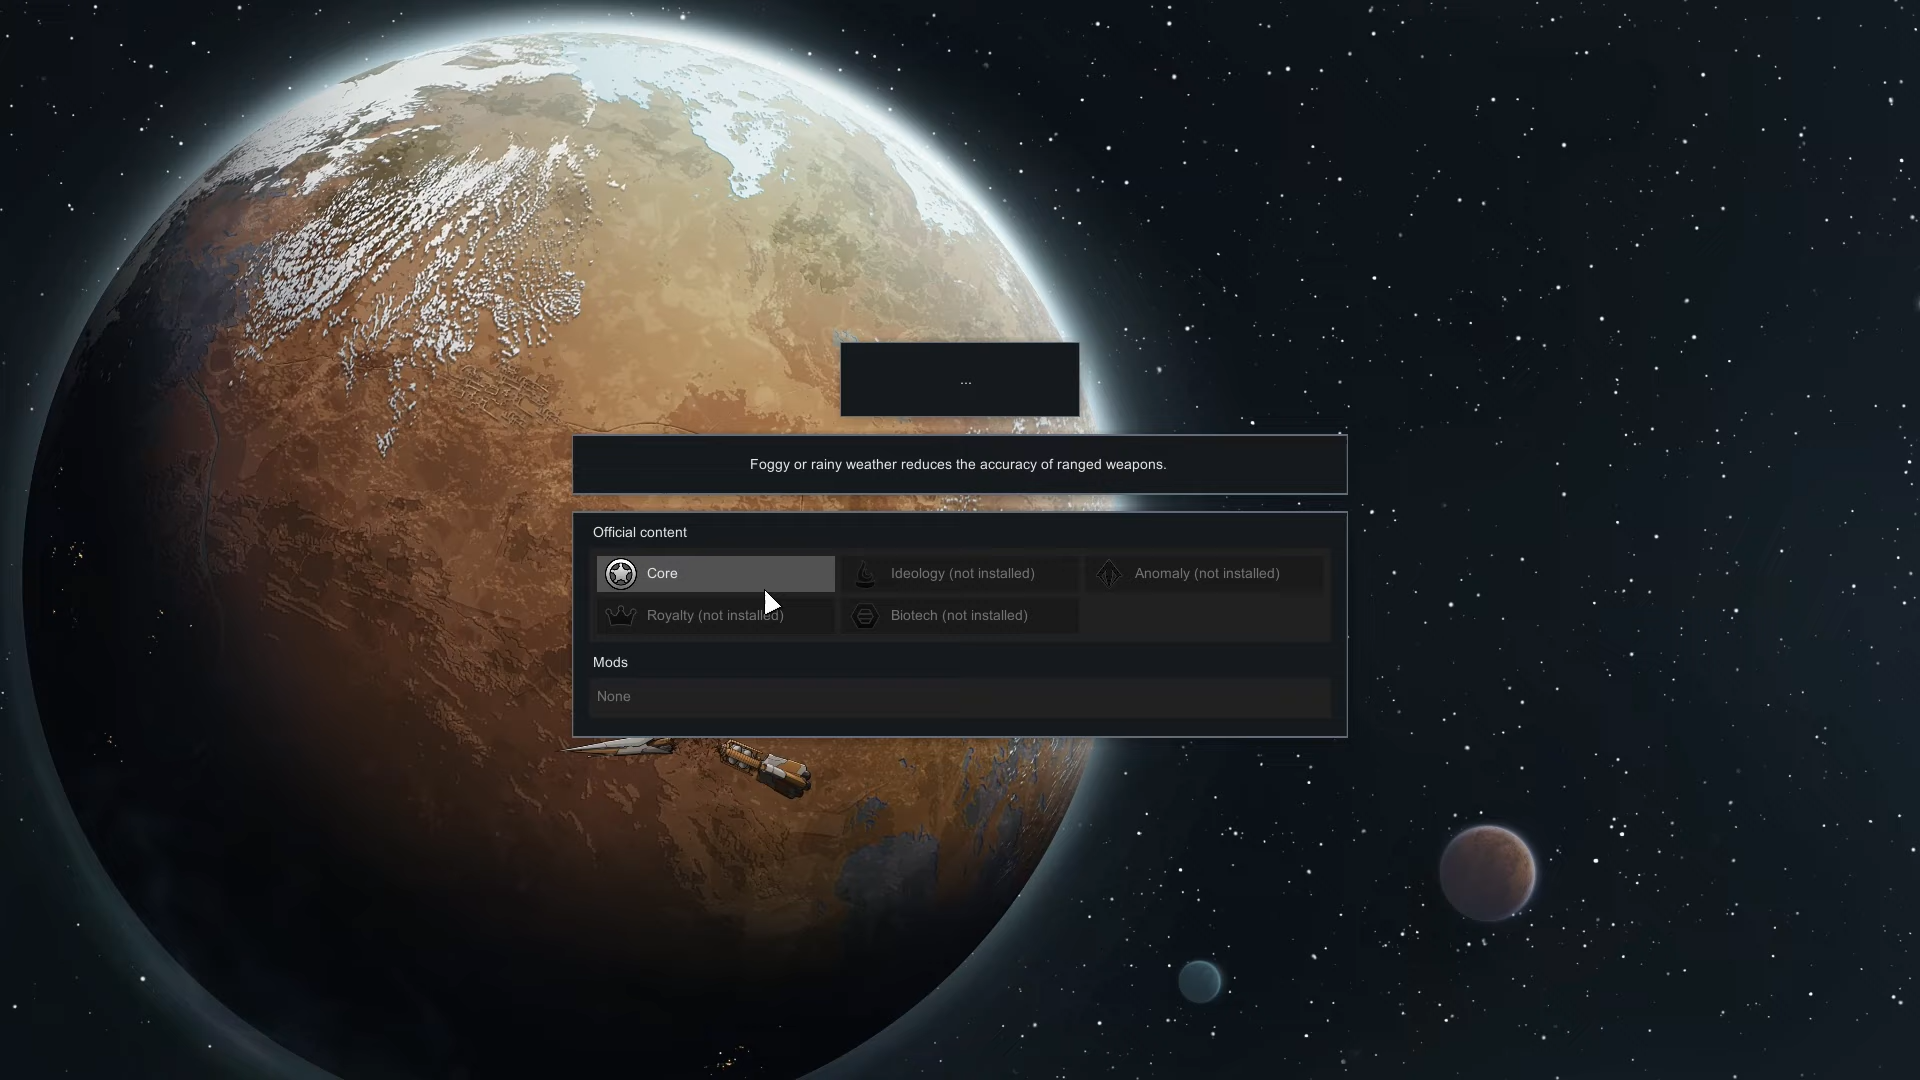 ...
Foggy or rainy weather reduces the accuracy of ranged weapons.
Official content
Core
Ideology (not installed)
Anomaly (not installed)
Royalty (not installed)
Biotech (not installed)
Mods
None